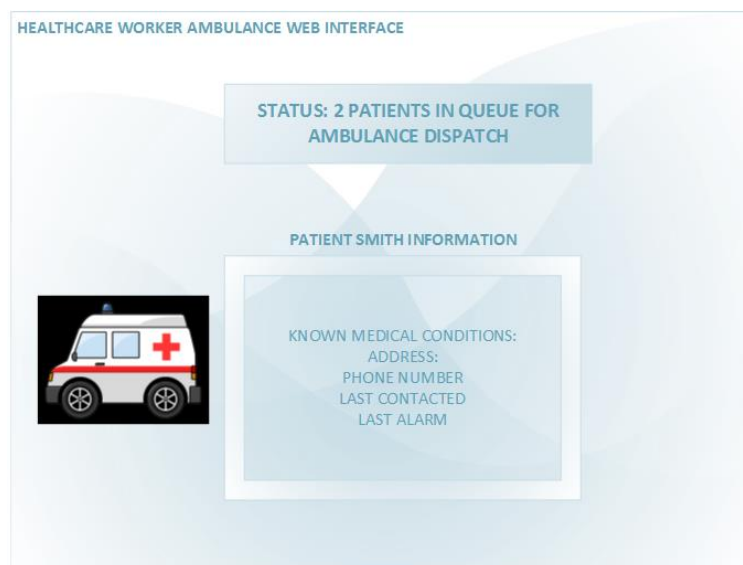 HEALTHCARE WORKER AMBULANCE WEB INTERFACE
STATUS: 2 PATIENTS IN QUEUE FOR
AMBULANCE DISPATCH
PATIENT SMITH INFORMATION
KNOWN MEDICAL CONDITIONS:
ADDRESS:
PHONE NUMBER
LAST CONTACTED
LAST ALARM